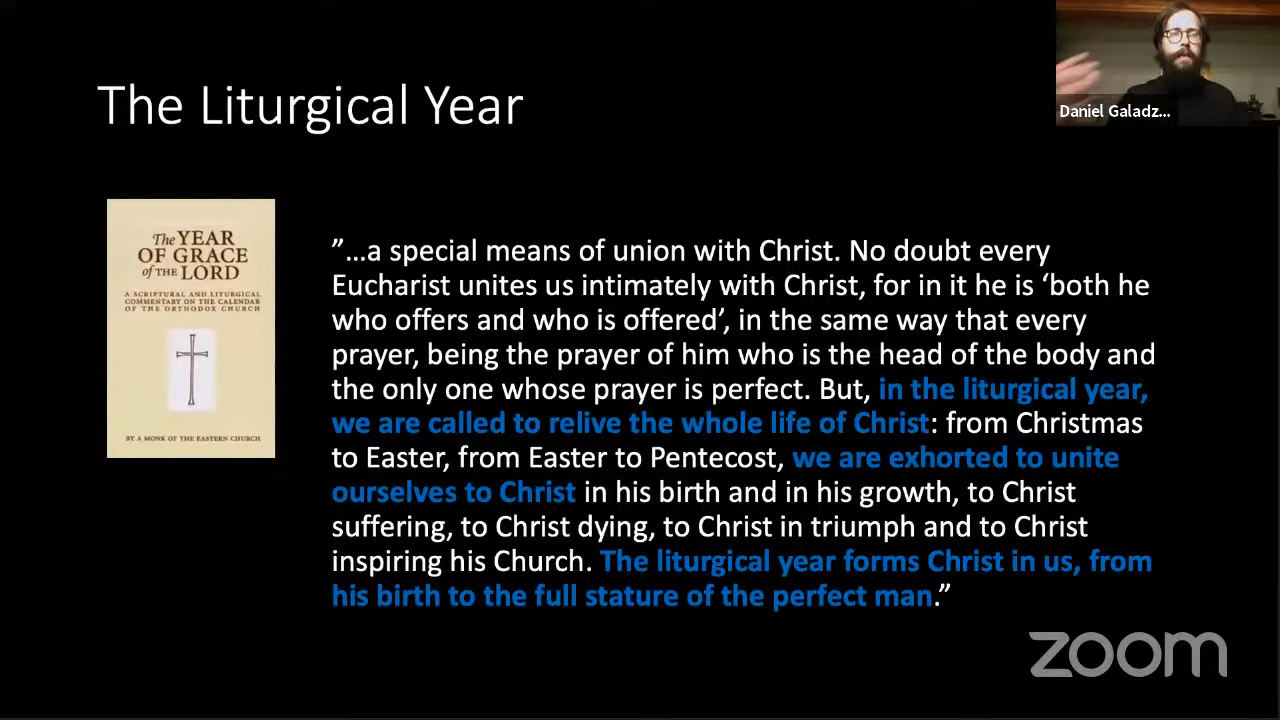 The Liturgical Year
Daniel Galadz...
The YEAR
OF GRACE
of THE LORD
A SCRIPTURAL AND LITURGICAL
COMMENTARY ON THE CALENDAR
OF THE ORTHODOX CHURCH
BY A MONK OF THE EASTERN CHURCH
”…a special means of union with Christ. No doubt every
Eucharist unites us intimately with Christ, for in it he is ‘both he
who offers and who is offered’, in the same way that every
prayer, being the prayer of him who is the head of the body and
the only one whose prayer is perfect. But, in the liturgical year,
we are called to relive the whole life of Christ: from Christmas
to Easter, from Easter to Pentecost, we are exhorted to unite
ourselves to Christ in his birth and in his growth, to Christ
suffering, to Christ dying, to Christ in triumph and to Christ
inspiring his Church. The liturgical year forms Christ in us, from
his birth to the full stature of the perfect man.”
zoom